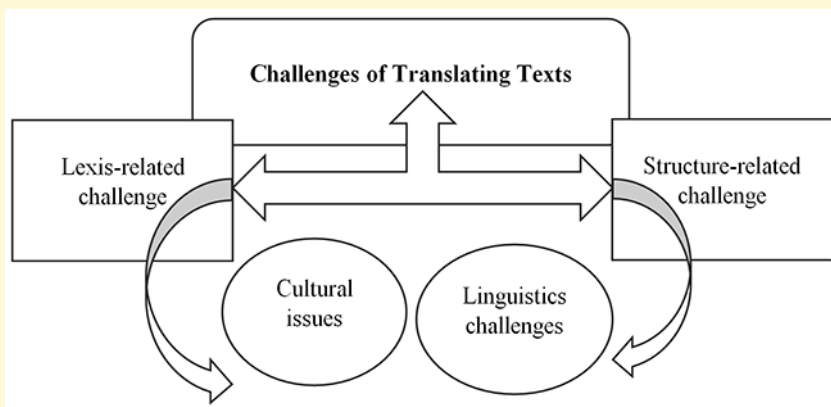 Challenges of Translating Texts
Lexis-related
challenge
Structure-related
challenge
Cultural
issues
Linguistics
challenges